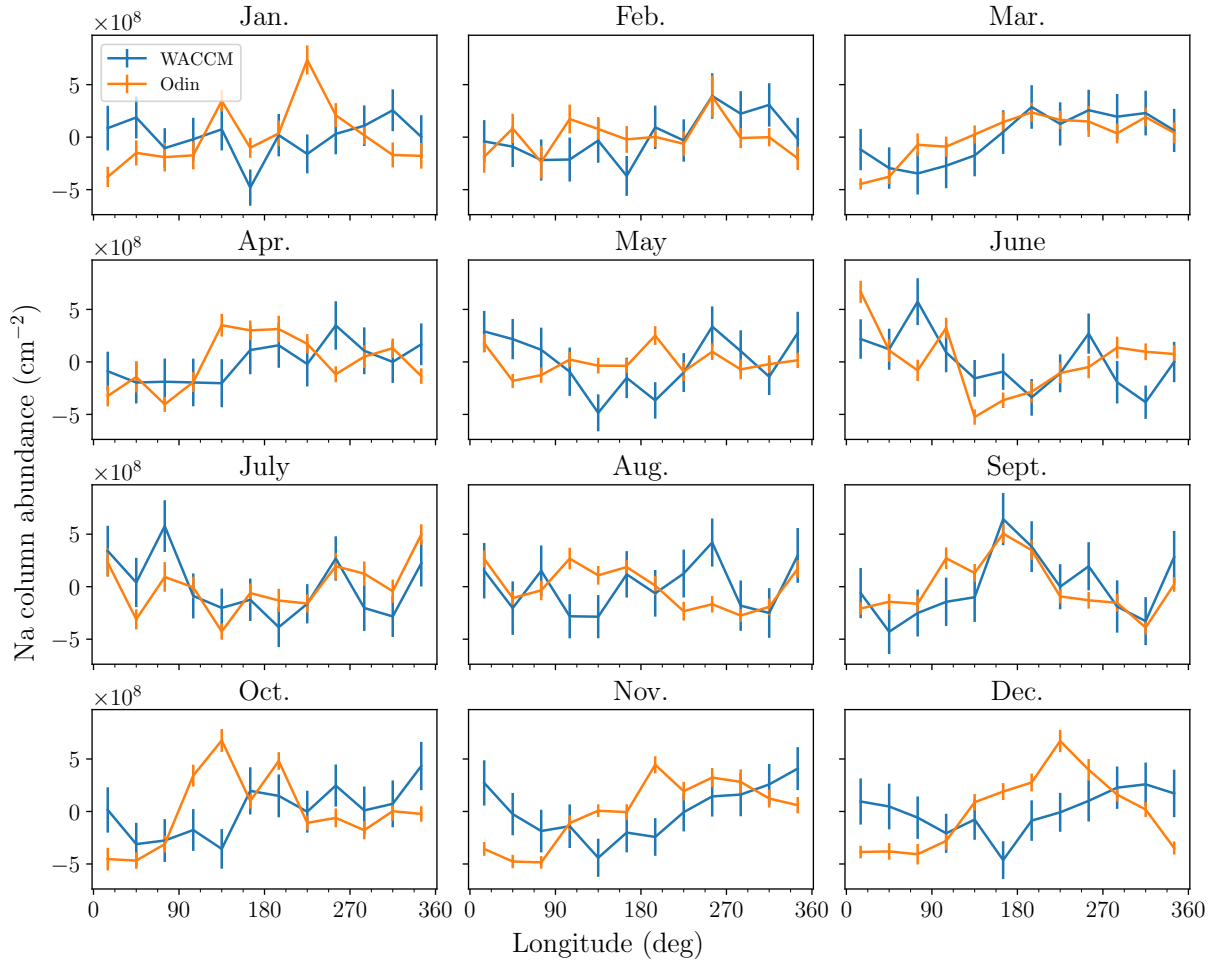 Jan. Feb. Mar.
×10⁸
WACCM
Odin
5
0
−5
Apr. May June
×10⁸
5
0
−5
July Aug. Sept.
×10⁸
5
0
−5
Oct. Nov. Dec.
×10⁸
5
0
−5
0 90 180 270 360 0 90 180 270 360 0 90 180 270 360
Longitude (deg)
Na column abundance (cm⁻²)